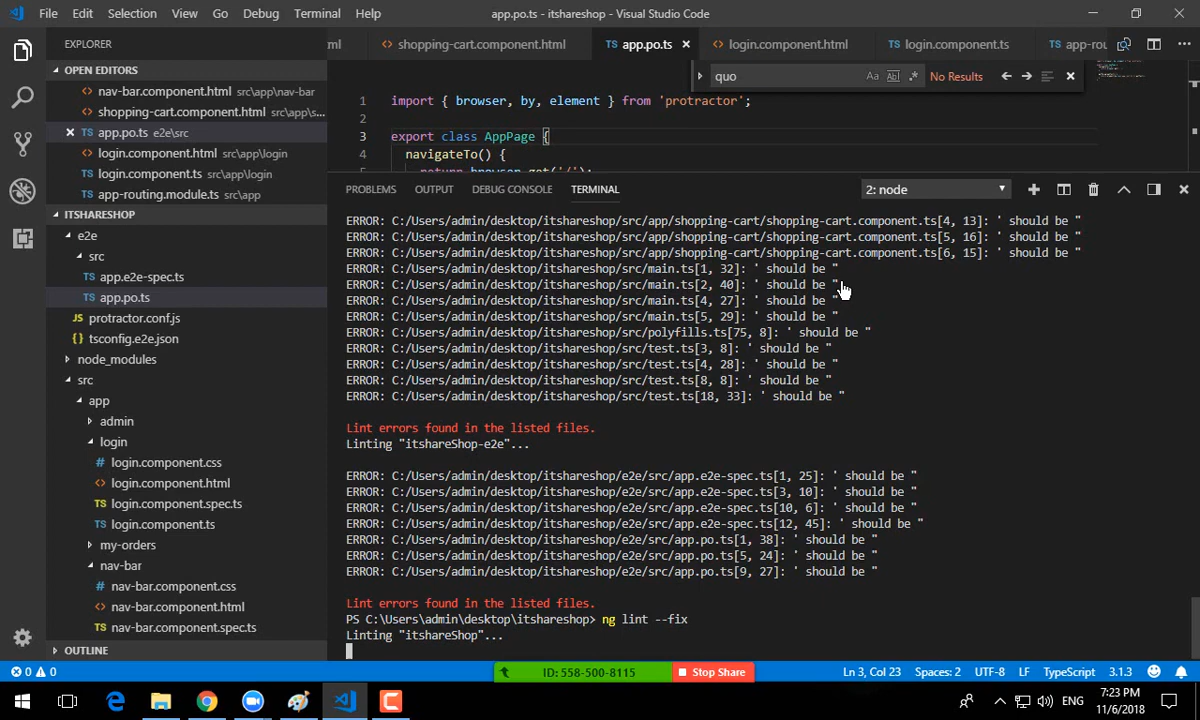 File Edit Selection View Go Debug Terminal Help
app.po.ts - itshareshop - Visual Studio Code
EXPLORER
OPEN EDITORS
nav-bar.component.html src\app\nav-bar
shopping-cart.component.html src\app\s...
app.po.ts e2e\src
login.component.html src\app\login
login.component.ts src\app\login
app-routing.module.ts src\app
ITSHARESHOP
e2e
src
app.e2e-spec.ts
app.po.ts
protractor.conf.js
tsconfig.e2e.json
node_modules
src
app
admin
login
login.component.css
login.component.html
login.component.spec.ts
login.component.ts
my-orders
nav-bar
nav-bar.component.css
nav-bar.component.html
nav-bar.component.spec.ts
OUTLINE
ml shopping-cart.component.html app.po.ts login.component.html login.component.ts app-rou
quo Aa Ab| .* No Results
1 import { browser, by, element } from 'protractor';
2
3 export class AppPage {
4 navigateTo() {
return browser.get('/');
PROBLEMS OUTPUT DEBUG CONSOLE TERMINAL 2: node
ERROR: C:/Users/admin/desktop/itshareshop/src/app/shopping-cart/shopping-cart.component.ts[4, 13]: ' should be "
ERROR: C:/Users/admin/desktop/itshareshop/src/app/shopping-cart/shopping-cart.component.ts[5, 16]: ' should be "
ERROR: C:/Users/admin/desktop/itshareshop/src/app/shopping-cart/shopping-cart.component.ts[6, 15]: ' should be "
ERROR: C:/Users/admin/desktop/itshareshop/src/main.ts[1, 32]: ' should be "
ERROR: C:/Users/admin/desktop/itshareshop/src/main.ts[2, 40]: ' should be "
ERROR: C:/Users/admin/desktop/itshareshop/src/main.ts[4, 27]: ' should be "
ERROR: C:/Users/admin/desktop/itshareshop/src/main.ts[5, 29]: ' should be "
ERROR: C:/Users/admin/desktop/itshareshop/src/polyfills.ts[75, 8]: ' should be "
ERROR: C:/Users/admin/desktop/itshareshop/src/test.ts[3, 8]: ' should be "
ERROR: C:/Users/admin/desktop/itshareshop/src/test.ts[4, 28]: ' should be "
ERROR: C:/Users/admin/desktop/itshareshop/src/test.ts[8, 8]: ' should be "
ERROR: C:/Users/admin/desktop/itshareshop/src/test.ts[18, 33]: ' should be "
Lint errors found in the listed files.
Linting "itshareShop-e2e"...
ERROR: C:/Users/admin/desktop/itshareshop/e2e/src/app.e2e-spec.ts[1, 25]: ' should be "
ERROR: C:/Users/admin/desktop/itshareshop/e2e/src/app.e2e-spec.ts[3, 10]: ' should be "
ERROR: C:/Users/admin/desktop/itshareshop/e2e/src/app.e2e-spec.ts[10, 6]: ' should be "
ERROR: C:/Users/admin/desktop/itshareshop/e2e/src/app.e2e-spec.ts[12, 45]: ' should be "
ERROR: C:/Users/admin/desktop/itshareshop/e2e/src/app.po.ts[1, 38]: ' should be "
ERROR: C:/Users/admin/desktop/itshareshop/e2e/src/app.po.ts[5, 24]: ' should be "
ERROR: C:/Users/admin/desktop/itshareshop/e2e/src/app.po.ts[9, 27]: ' should be "
Lint errors found in the listed files.
PS C:\Users\admin\desktop\itshareshop> ng lint --fix
Linting "itshareShop"...
0 0 ID: 558-500-8115 Stop Share Ln 3, Col 23 Spaces: 2 UTF-8 LF TypeScript 3.1.3
ENG 7:23 PM
11/6/2018